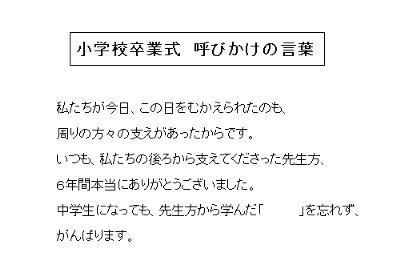 小学校卒業式　呼びかけの言葉
私たちが今日、この日をむかえられたのも、
周りの方々の支えがあったからです。
いつも、私たちの後ろから支えてくださった先生方、
６年間本当にありがとうございました。
中学生になっても、先生方から学んだ「　　　」を忘れず、
がんばります。